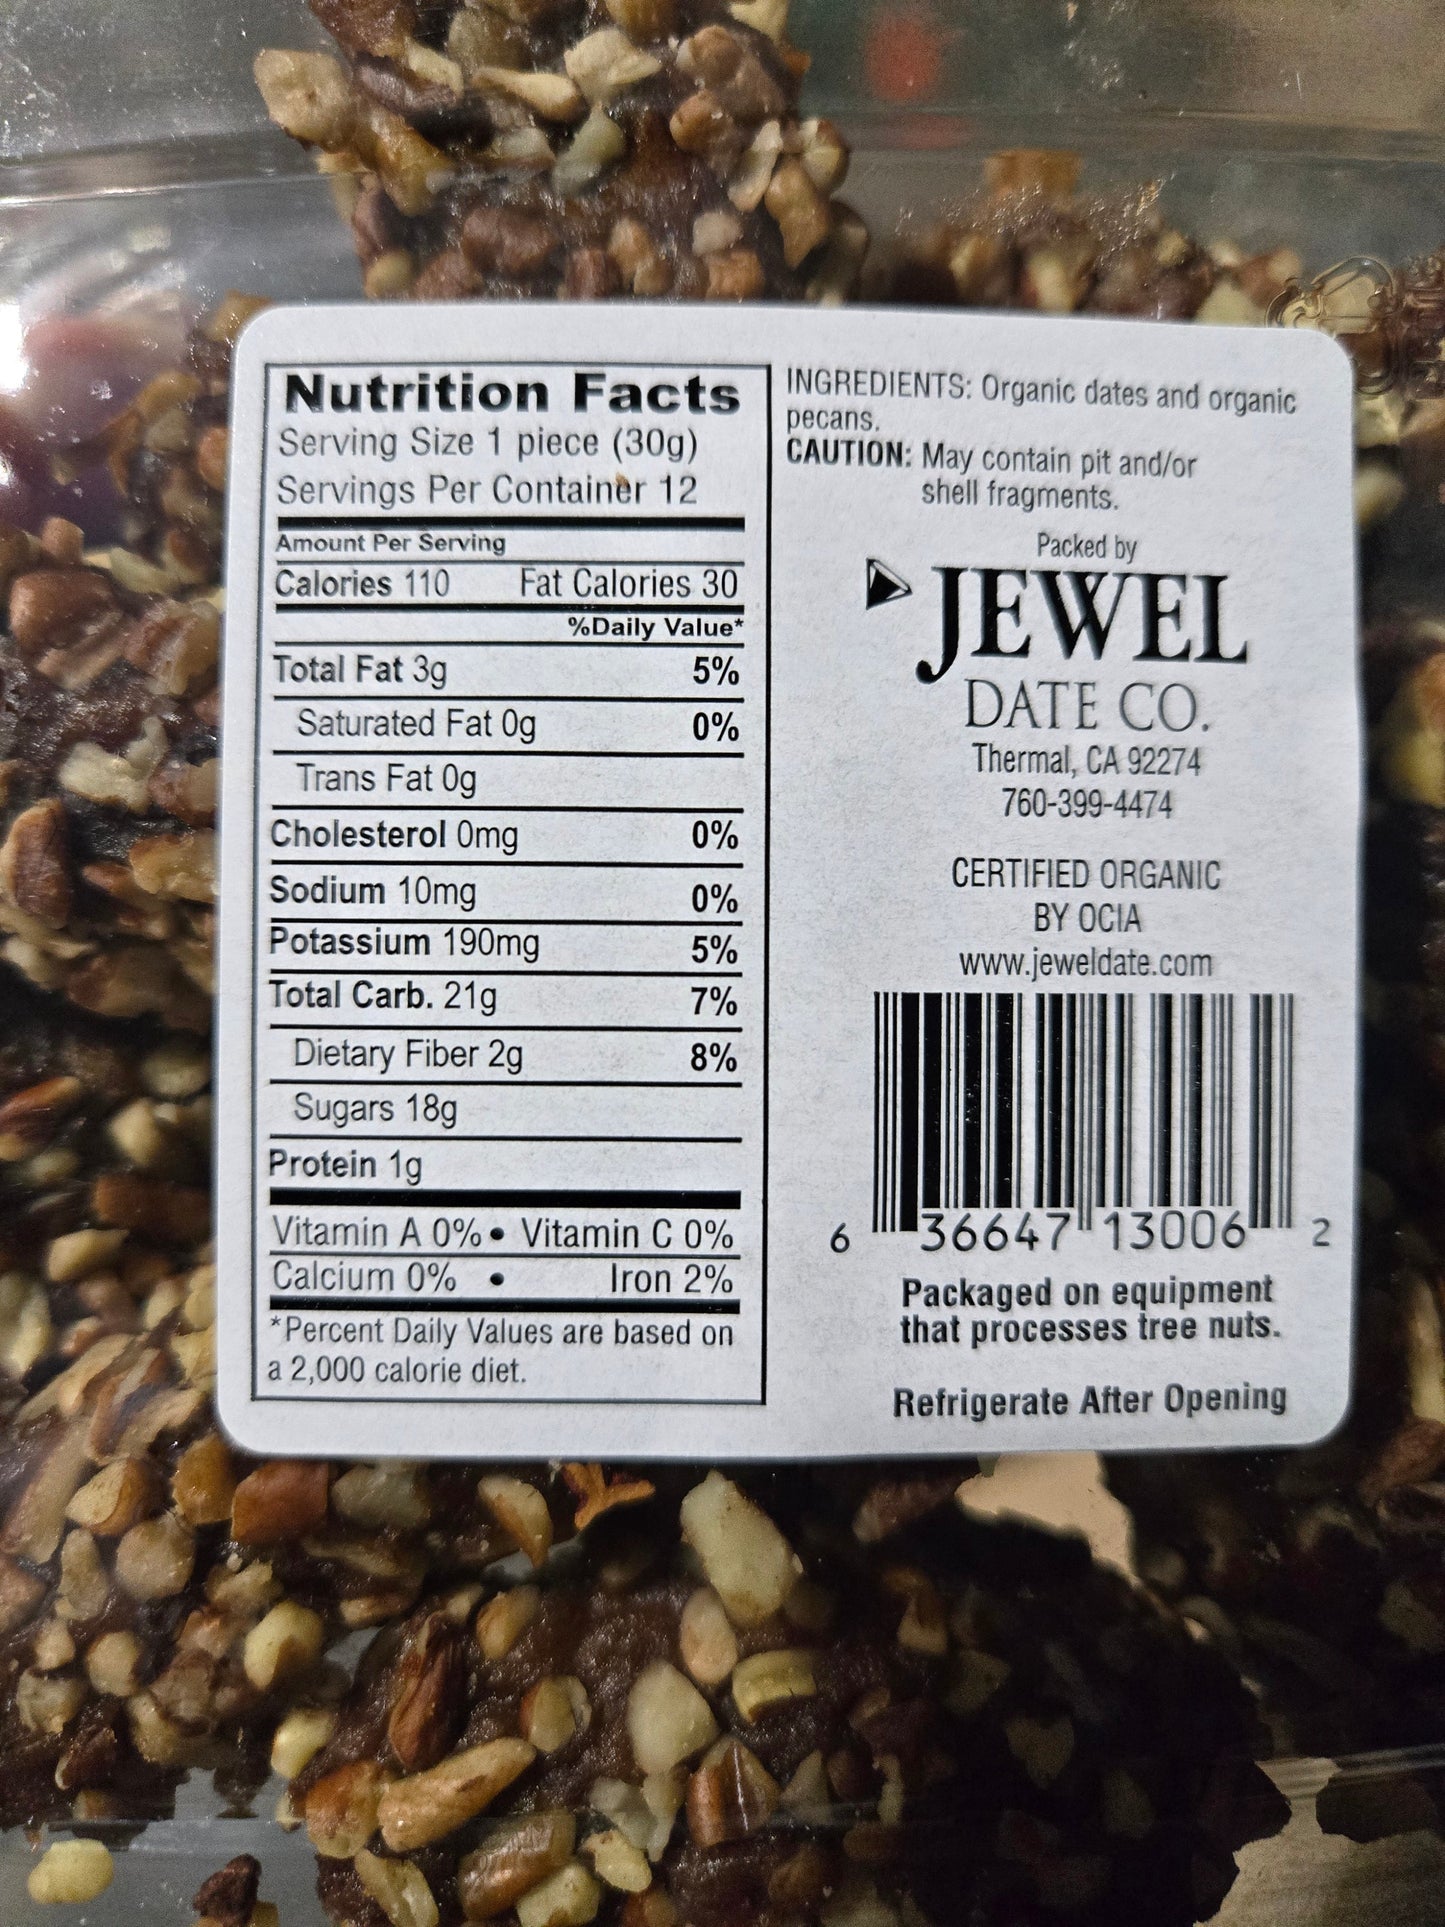 Nutrition Facts
Serving Size 1 piece (30g)
Servings Per Container 12
Amount Per Serving
Calories 110 Fat Calories 30
%Daily Value*
Total Fat 3g 5%
Saturated Fat 0g 0%
Trans Fat 0g
Cholesterol 0mg 0%
Sodium 10mg 0%
Potassium 190mg 5%
Total Carb. 21g 7%
Dietary Fiber 2g 8%
Sugars 18g
Protein 1g
Vitamin A 0% • Vitamin C 0%
Calcium 0% • Iron 2%
*Percent Daily Values are based on
a 2,000 calorie diet.
INGREDIENTS: Organic dates and organic
pecans.
CAUTION: May contain pit and/or
shell fragments.
Packed by
JEWEL
DATE CO.
Thermal, CA 92274
760-399-4474
CERTIFIED ORGANIC
BY OCIA
www.jeweldate.com
6 36647 13006 2
Packaged on equipment
that processes tree nuts.
Refrigerate After Opening